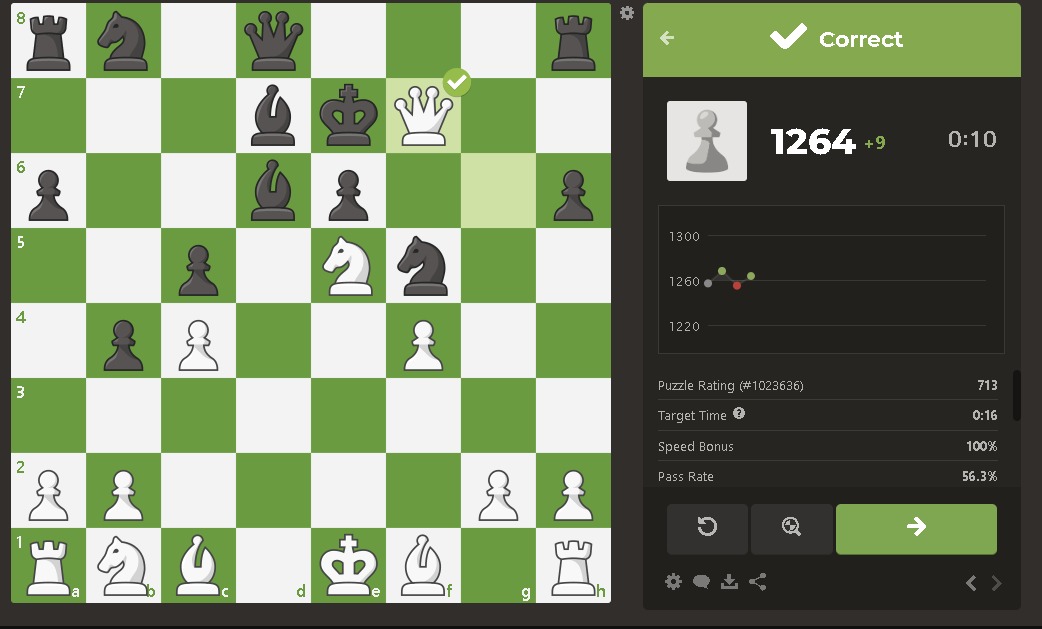 8
7
6
5
4
3
2
1
a b c d e f g h
Correct
1264 +9 0:10
1300
1260
1220
Puzzle Rating (#1023636) 713
Target Time ? 0:16
Speed Bonus 100%
Pass Rate 56.3%